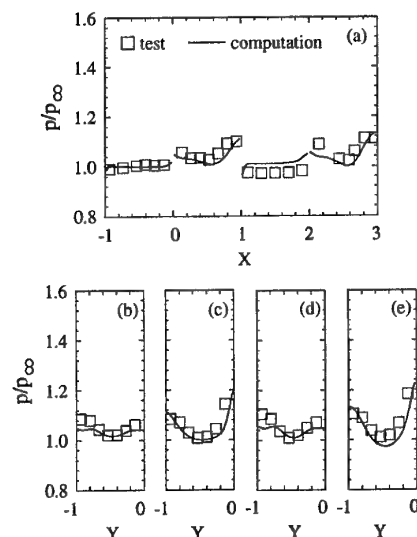 1.6
test
computation
(a)
1.4
p/p∞
1.2
1.0
0.8
-1
0
1
2
3
X
1.6
(b)
(c)
(d)
(e)
1.4
p/p∞
1.2
1.0
0.8
-1
0
-1
0
-1
0
-1
0
Y
Y
Y
Y